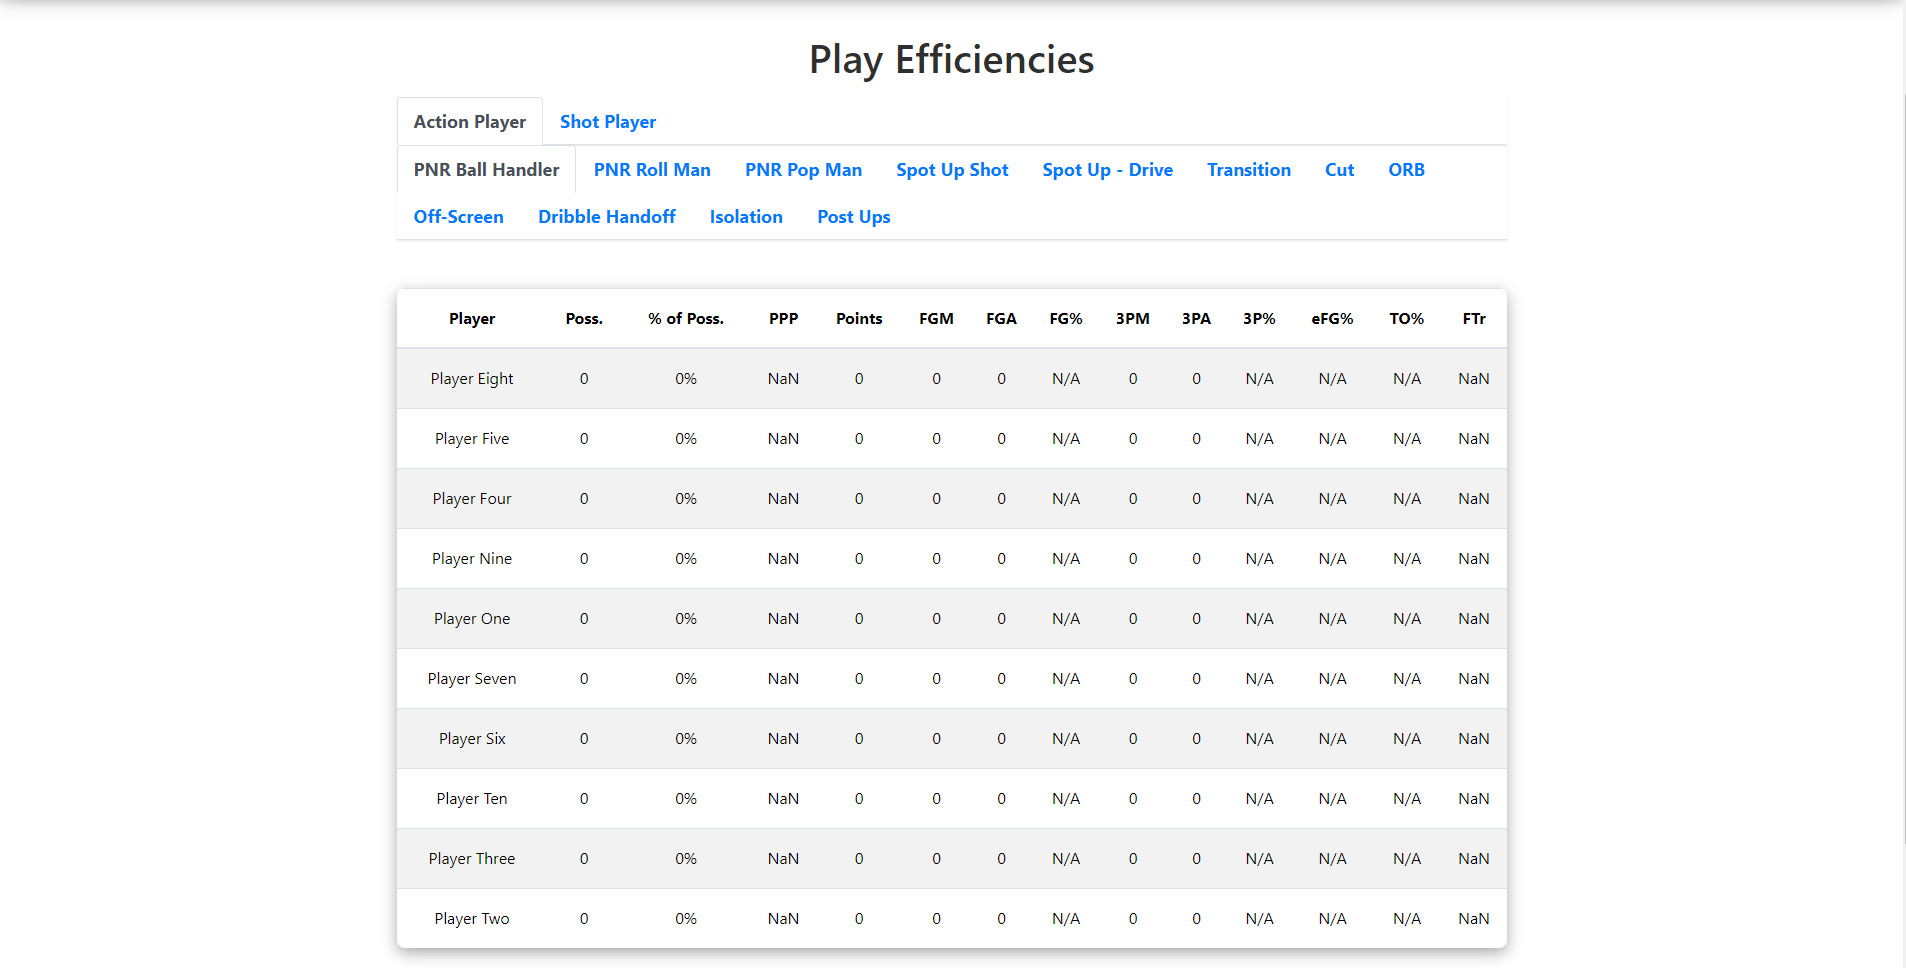 Play Efficiencies
Action Player Shot Player
PNR Ball Handler PNR Roll Man PNR Pop Man Spot Up Shot Spot Up - Drive Transition Cut ORB
Off-Screen Dribble Handoff Isolation Post Ups
Player Poss. % of Poss. PPP Points FGM FGA FG% 3PM 3PA 3P% eFG% TO% FTr
Player Eight 0 0% NaN 0 0 0 N/A 0 0 N/A N/A N/A NaN
Player Five 0 0% NaN 0 0 0 N/A 0 0 N/A N/A N/A NaN
Player Four 0 0% NaN 0 0 0 N/A 0 0 N/A N/A N/A NaN
Player Nine 0 0% NaN 0 0 0 N/A 0 0 N/A N/A N/A NaN
Player One 0 0% NaN 0 0 0 N/A 0 0 N/A N/A N/A NaN
Player Seven 0 0% NaN 0 0 0 N/A 0 0 N/A N/A N/A NaN
Player Six 0 0% NaN 0 0 0 N/A 0 0 N/A N/A N/A NaN
Player Ten 0 0% NaN 0 0 0 N/A 0 0 N/A N/A N/A NaN
Player Three 0 0% NaN 0 0 0 N/A 0 0 N/A N/A N/A NaN
Player Two 0 0% NaN 0 0 0 N/A 0 0 N/A N/A N/A NaN